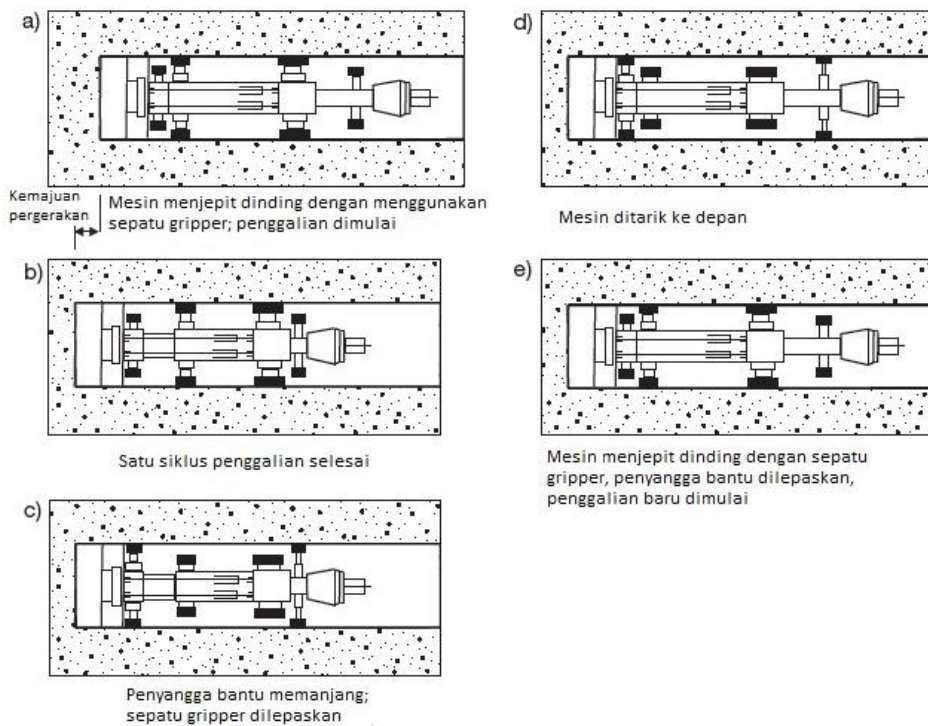 a)
Kemajuan
pergerakan
Mesin menjepit dinding dengan menggunakan
sepatu gripper; penggalian dimulai
b)
Satu siklus penggalian selesai
c)
Penyangga bantu memanjang;
sepatu gripper dilepaskan
d)
Mesin ditarik ke depan
e)
Mesin menjepit dinding dengan sepatu
gripper, penyangga bantu dilepaskan,
penggalian baru dimulai